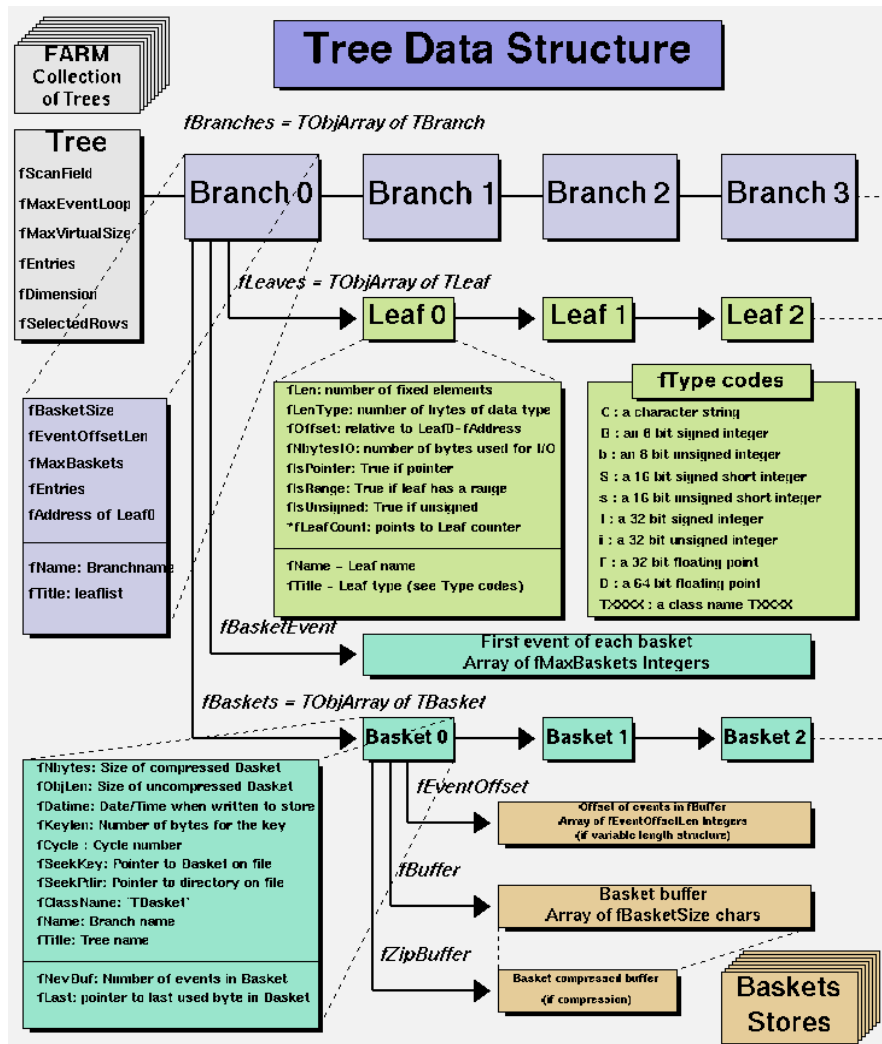 FARM
Collection
of Trees
Tree Data Structure
fBranches = TObjArray of TBranch
Tree
fScanField
fMaxEventLoop
fMaxVirtualSize
fEntries
fDimension
fSelectedRows
Branch 0
Branch 1
Branch 2
Branch 3
fLeaves = TObjArray of TLeaf
Leaf 0
Leaf 1
Leaf 2
fBasketSize
fEventOffsetLen
fMaxBaskets
fEntries
fAddress of Leaf0
fName: Branchname
fTitle: leaflist
fLen: number of fixed elements
fLenType: number of bytes of data type
fOffset: relative to Leaf0-fAddress
fNbytesIO: number of bytes used for I/O
fIsPointer: True if pointer
fIsRange: True if leaf has a range
fIsUnsigned: True if unsigned
*fLeafCount: points to Leaf counter
fName - Leaf name
fTitle - Leaf type (see Type codes)
fType codes
C : a character string
B : an 8 bit signed integer
b : an 8 bit unsigned integer
S : a 16 bit signed short integer
s : a 16 bit unsigned short integer
I : a 32 bit signed integer
i : a 32 bit unsigned integer
F : a 32 bit floating point
D : a 64 bit floating point
TXXXX : a class name TXXXX
fBasketEvent
First event of each basket
Array of fMaxBaskets Integers
fBaskets = TObjArray of TBasket
Basket 0
Basket 1
Basket 2
fNbytes: Size of compressed Basket
fObjLen: Size of uncompressed Basket
fDatime: Date/Time when written to store
fKeylen: Number of bytes for the key
fCycle : Cycle number
fSeekKey: Pointer to Basket on file
fSeekPdir: Pointer to directory on file
fClassName: 'TBasket'
fName: Branch name
fTitle: Tree name
fNevBuf: Number of events in Basket
fLast: pointer to last used byte in Basket
fEventOffset
Offset of events in fBuffer
Array of fEventOffsetLen Integers
(if variable length structure)
fBuffer
Basket buffer
Array of fBasketSize chars
fZipBuffer
Basket compressed buffer
(if compression)
Baskets
Stores